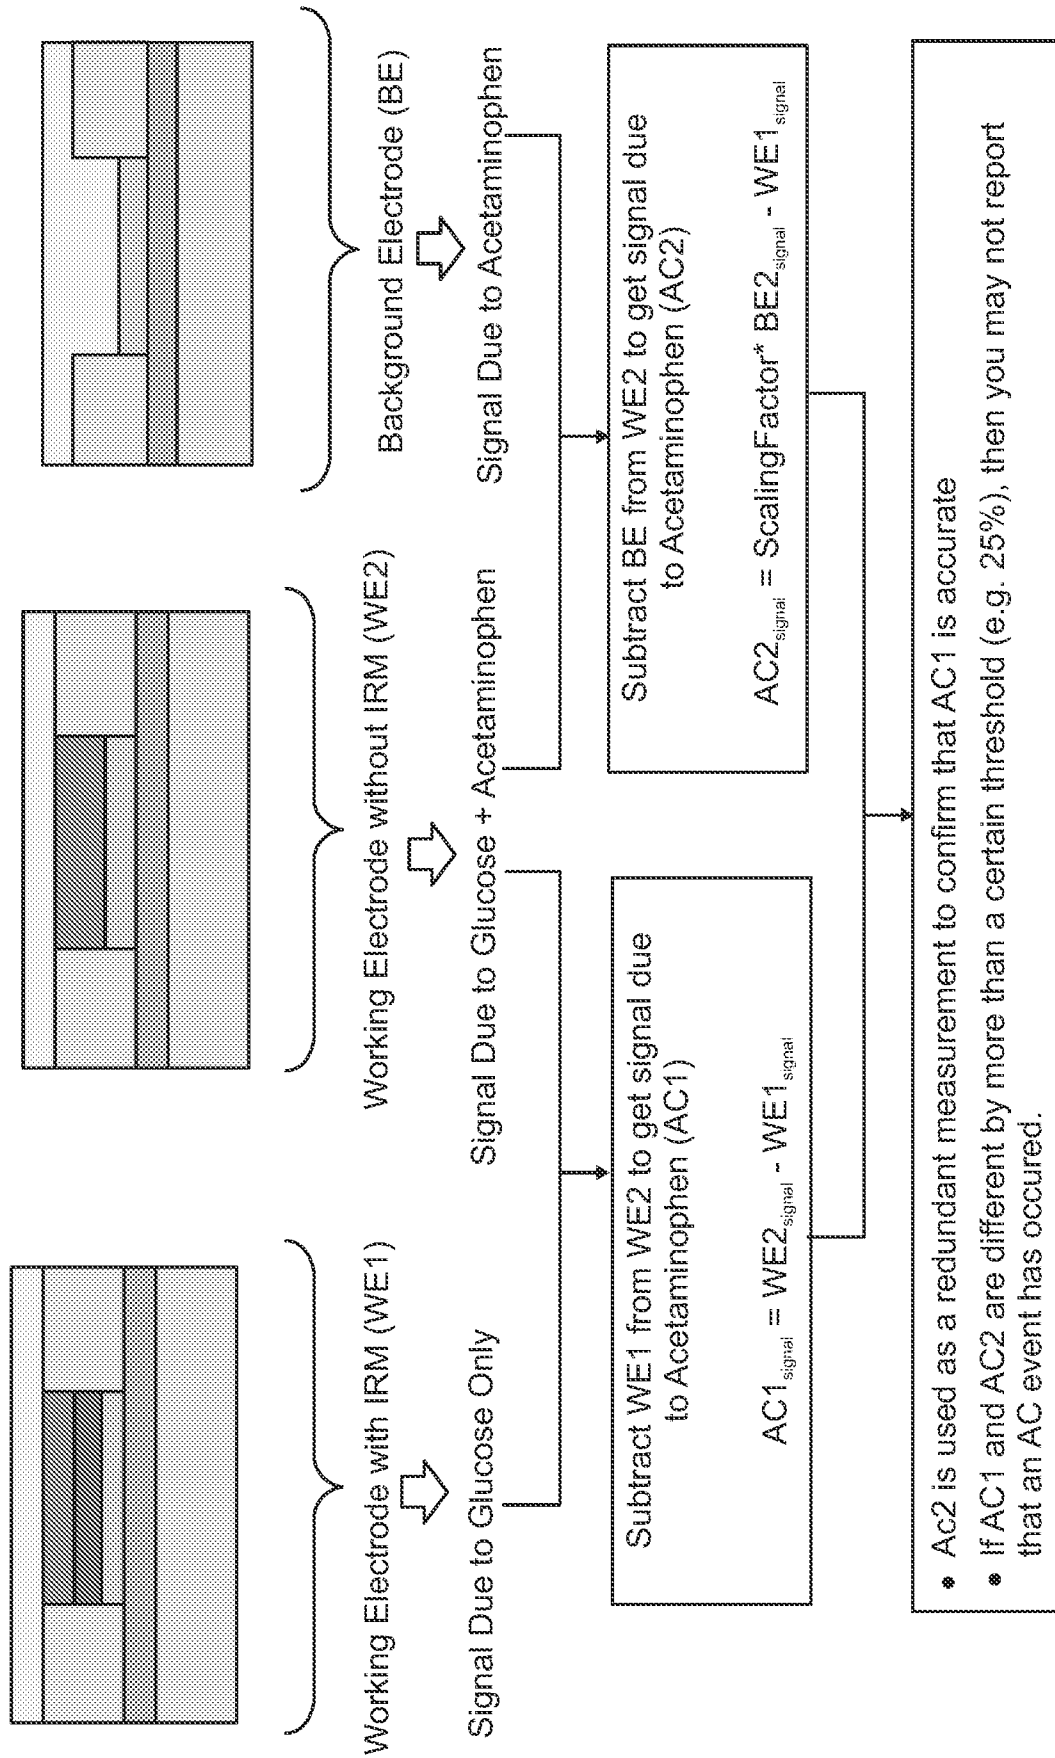 Working Electrode with IRM (WE1)
Signal Due to Glucose Only
Working Electrode without IRM (WE2)
Signal Due to Glucose + Acetaminophen
Background Electrode (BE)
Signal Due to Acetaminophen
Subtract WE1 from WE2 to get signal due
to Acetaminophen (AC1)
AC1signal = WE2signal - WE1signal
Subtract BE from WE2 to get signal due
to Acetaminophen (AC2)
AC2signal = ScalingFactor* BE2signal - WE1signal
• Ac2 is used as a redundant measurement to confirm that AC1 is accurate
• If AC1 and AC2 are different by more than a certain threshold (e.g. 25%), then you may not report
that an AC event has occured.